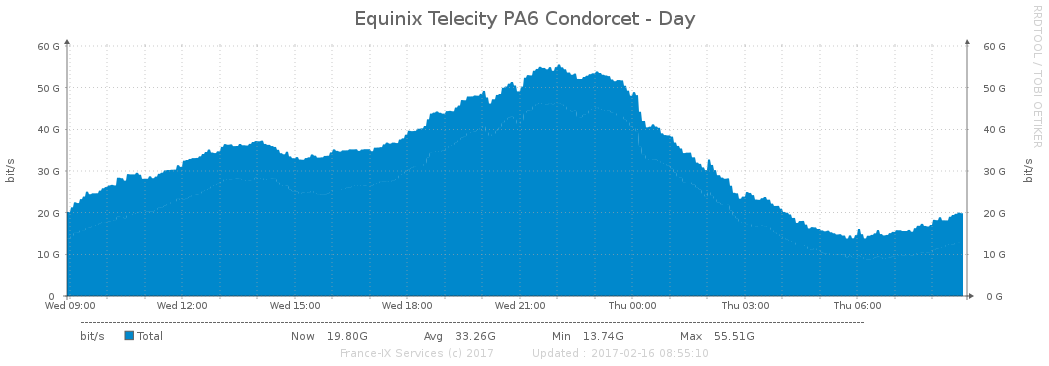 Equinix Telecity PA6 Condorcet - Day
RRDTOOL / TOBI OETIKER
60 G 60 G
50 G 50 G
40 G 40 G
30 G 30 G
20 G 20 G
10 G 10 G
0 0 G
bit/s
bit/s
Wed 09:00 Wed 12:00 Wed 15:00 Wed 18:00 Wed 21:00 Thu 00:00 Thu 03:00 Thu 06:00
bit/s Total Now 19.80G Avg 33.26G Min 13.74G Max 55.51G
France-IX Services (c) 2017 Updated : 2017-02-16 08:55:10